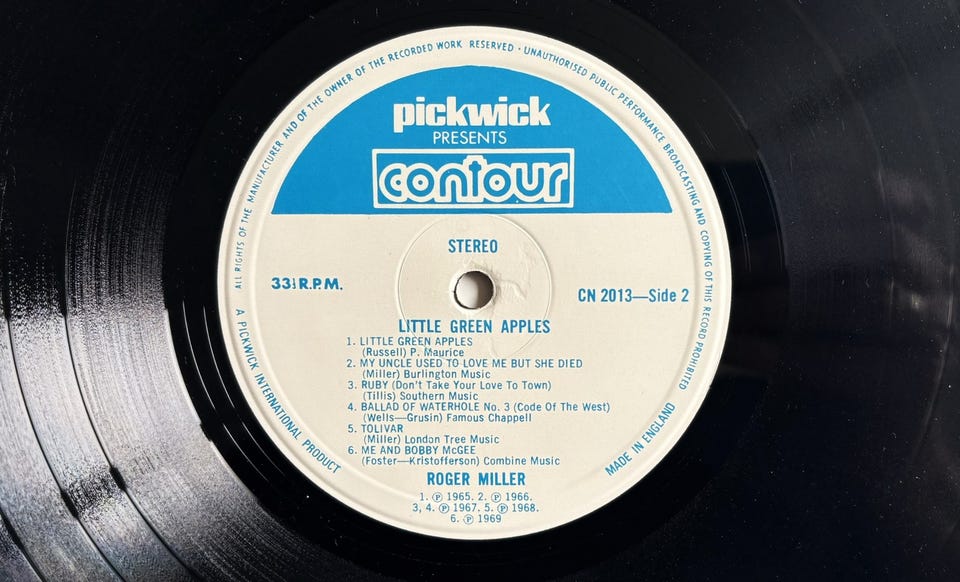 ALL RIGHTS OF THE MANUFACTURER AND OF THE OWNER OF THE RECORDED WORK RESERVED · UNAUTHORISED PUBLIC PERFORMANCE BROADCASTING AND COPYING OF THIS RECORD PROHIBITED
pickwick
PRESENTS
contour
STEREO
33⅓ R.P.M.
CN 2013—Side 2
LITTLE GREEN APPLES
1. LITTLE GREEN APPLES
(Russell) P. Maurice
2. MY UNCLE USED TO LOVE ME BUT SHE DIED
(Miller) Burlington Music
3. RUBY (Don't Take Your Love To Town)
(Tillis) Southern Music
4. BALLAD OF WATERHOLE No. 3 (Code Of The West)
(Wells—Grusin) Famous Chappell
5. TOLIVAR
(Miller) London Tree Music
6. ME AND BOBBY McGEE
(Foster—Kristofferson) Combine Music
ROGER MILLER
1. ℗ 1965. 2. ℗ 1966.
3, 4. ℗ 1967. 5. ℗ 1968.
6. ℗ 1969
A PICKWICK INTERNATIONAL PRODUCT
MADE IN ENGLAND